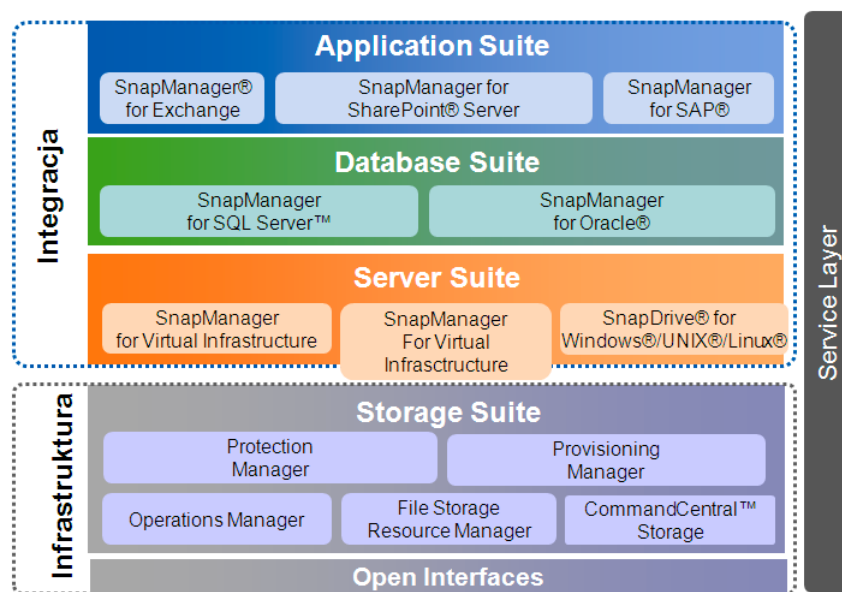 Application Suite
SnapManager®
for Exchange
SnapManager for
SharePoint® Server
SnapManager
for SAP®
Integracja
Database Suite
SnapManager
for SQL Server™
SnapManager
for Oracle®
Server Suite
SnapManager
for Virtual Infrastructure
SnapManager
For Virtual
Infrasctructure
SnapDrive® for
Windows®/UNIX®/Linux®
Service Layer
Infrastruktura
Storage Suite
Protection
Manager
Provisioning
Manager
Operations Manager
File Storage
Resource Manager
CommandCentral™
Storage
Open Interfaces